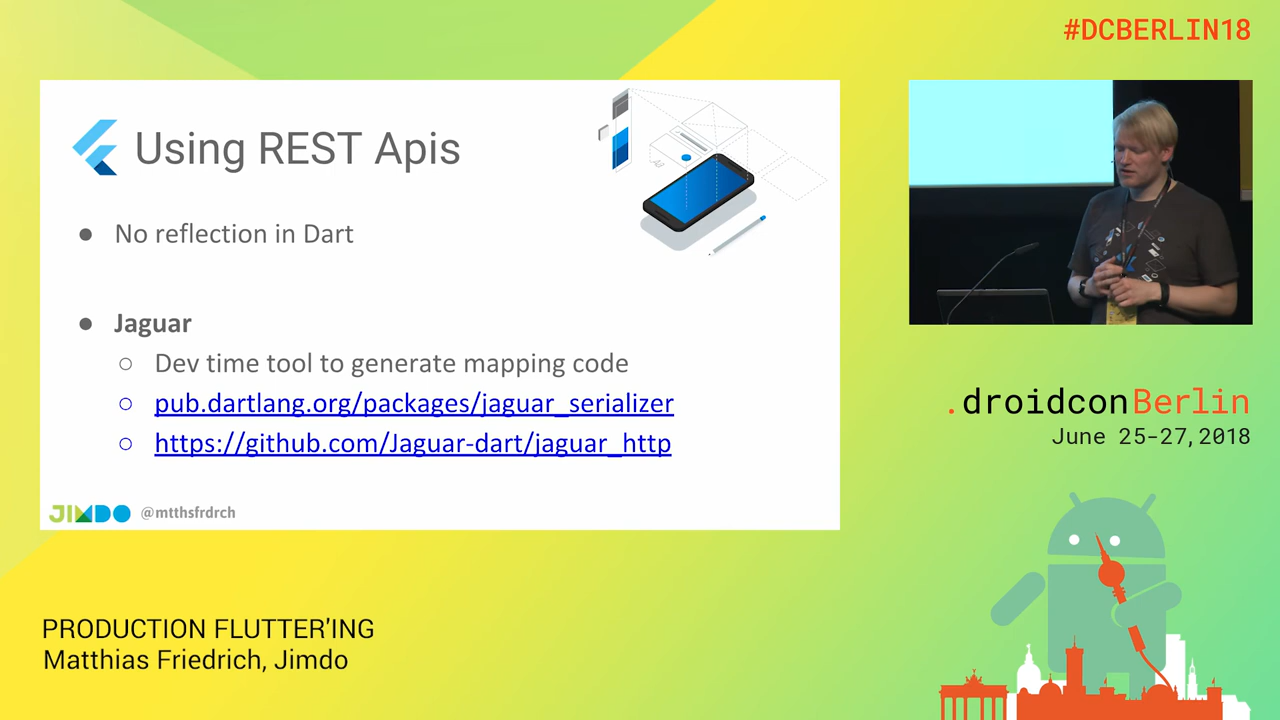 #DCBERLIN18
Using REST Apis
● No reflection in Dart
● Jaguar
○ Dev time tool to generate mapping code
○ pub.dartlang.org/packages/jaguar_serializer
○ https://github.com/Jaguar-dart/jaguar_http
JIMDO @mtthsfrdrch
.droidconBerlin
June 25-27, 2018
PRODUCTION FLUTTER'ING
Matthias Friedrich, Jimdo